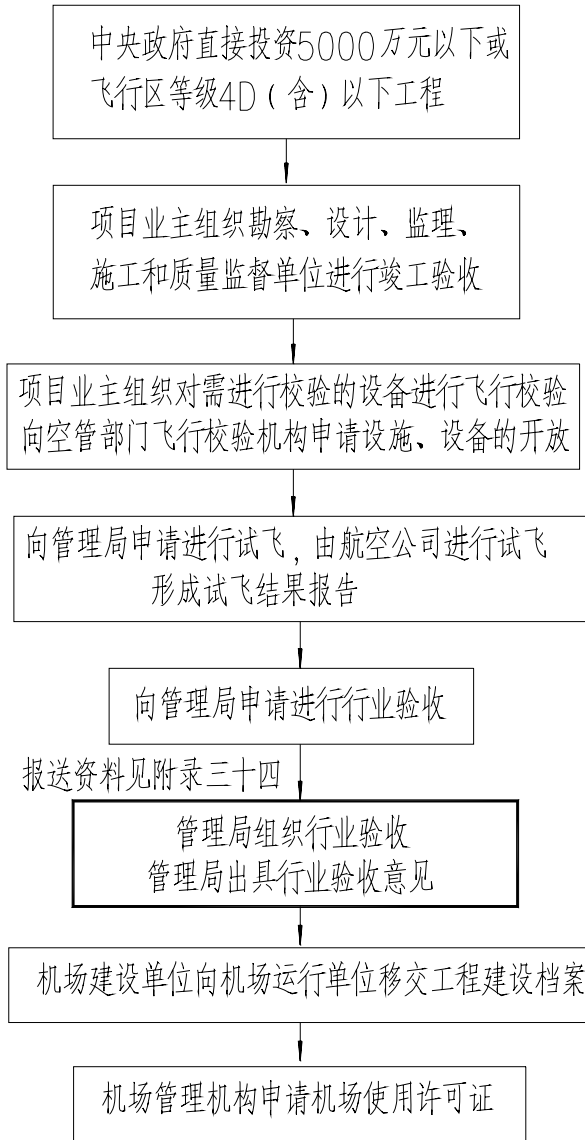 中央政府直接投资5000万元以下或
飞行区等级4D(含)以下工程
项目业主组织勘察、设计、监理、
施工和质量监督单位进行竣工验收
项目业主组织对需进行校验的设备进行飞行校验
向空管部门飞行校验机构申请设施、设备的开放
向管理局申请进行试飞,由航空公司进行试飞
形成试飞结果报告
向管理局申请进行行业验收
报送资料见附录三十四
管理局组织行业验收
管理局出具行业验收意见
机场建设单位向机场运行单位移交工程建设档案
机场管理机构申请机场使用许可证